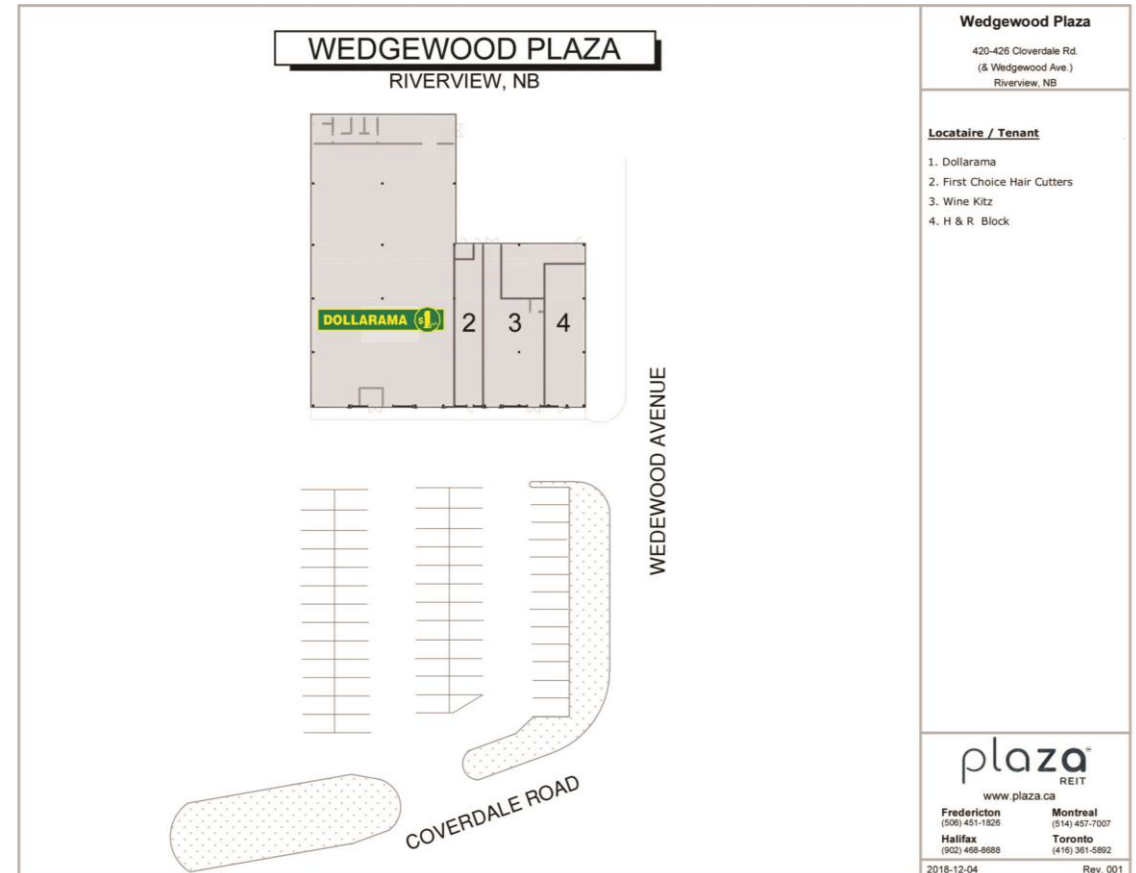 WEDGEWOOD PLAZA
RIVERVIEW, NB
DOLLARAMA $1
2
3
4
WEDEWOOD AVENUE
COVERDALE ROAD
Wedgewood Plaza
420-426 Cloverdale Rd.
(& Wedgewood Ave.)
Riverview, NB
Locataire / Tenant
1. Dollarama
2. First Choice Hair Cutters
3. Wine Kitz
4. H & R Block
plaza
REIT
www.plaza.ca
Fredericton Montreal
(506) 451-1826 (514) 457-7007
Halifax Toronto
(902) 468-8688 (416) 361-5892
2018-12-04 Rev. 001